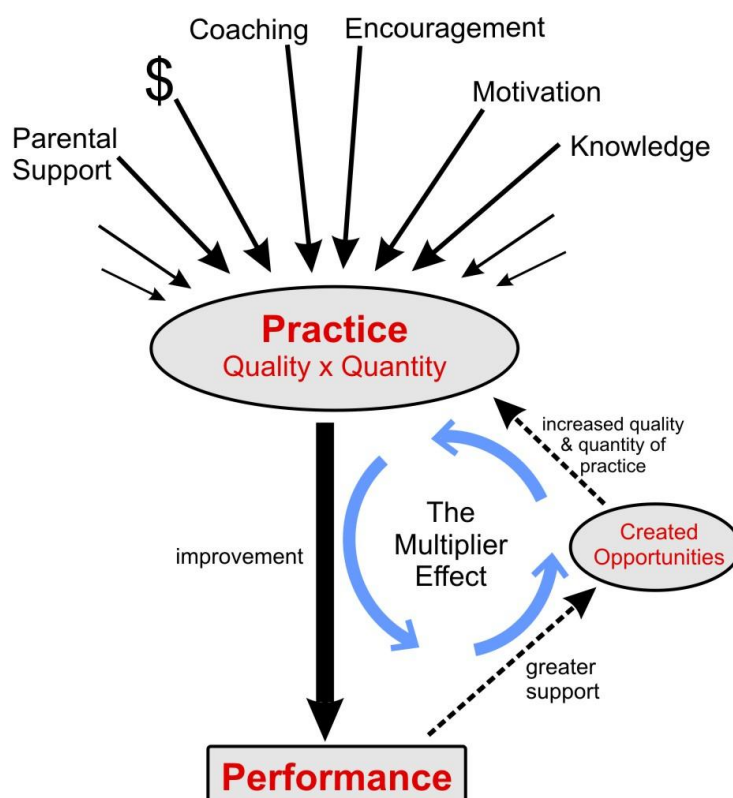 Coaching
Encouragement
$
Motivation
Parental
Support
Knowledge
Practice
Quality x Quantity
increased quality
& quantity of
practice
The
Multiplier
Effect
Created
Opportunities
improvement
greater
support
Performance